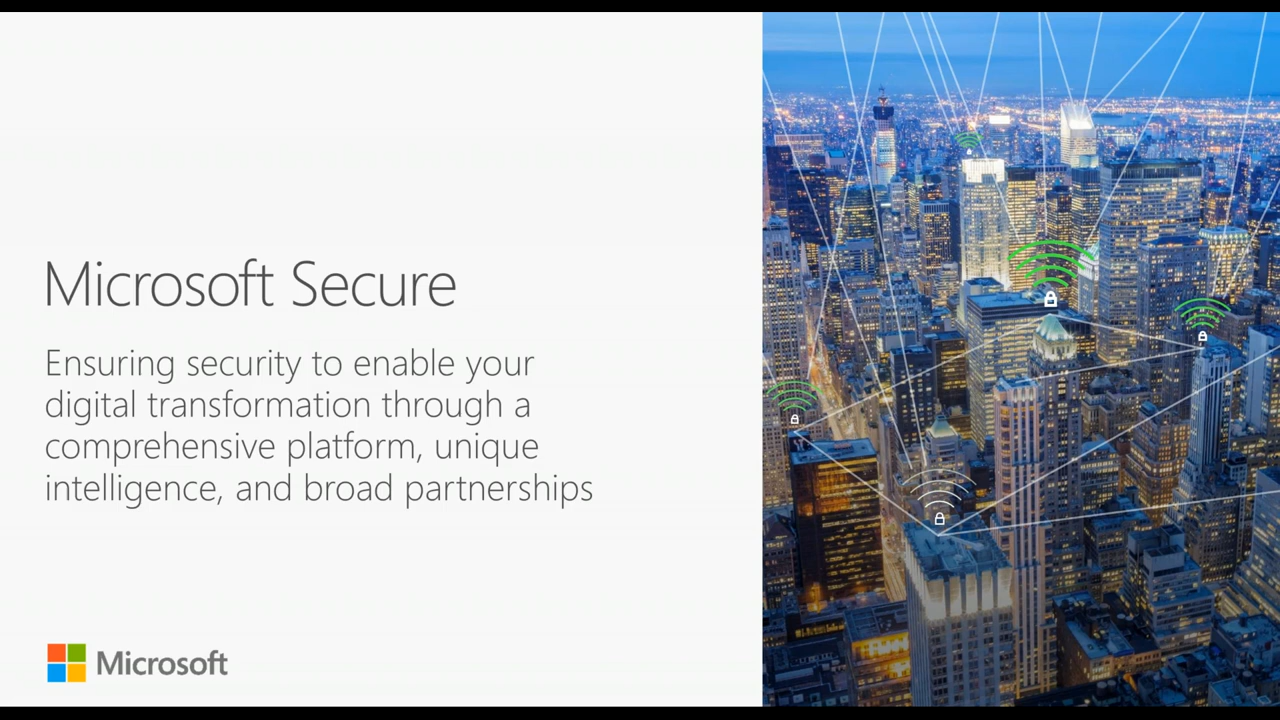 Microsoft Secure
Ensuring security to enable your
digital transformation through a
comprehensive platform, unique
intelligence, and broad partnerships
Microsoft